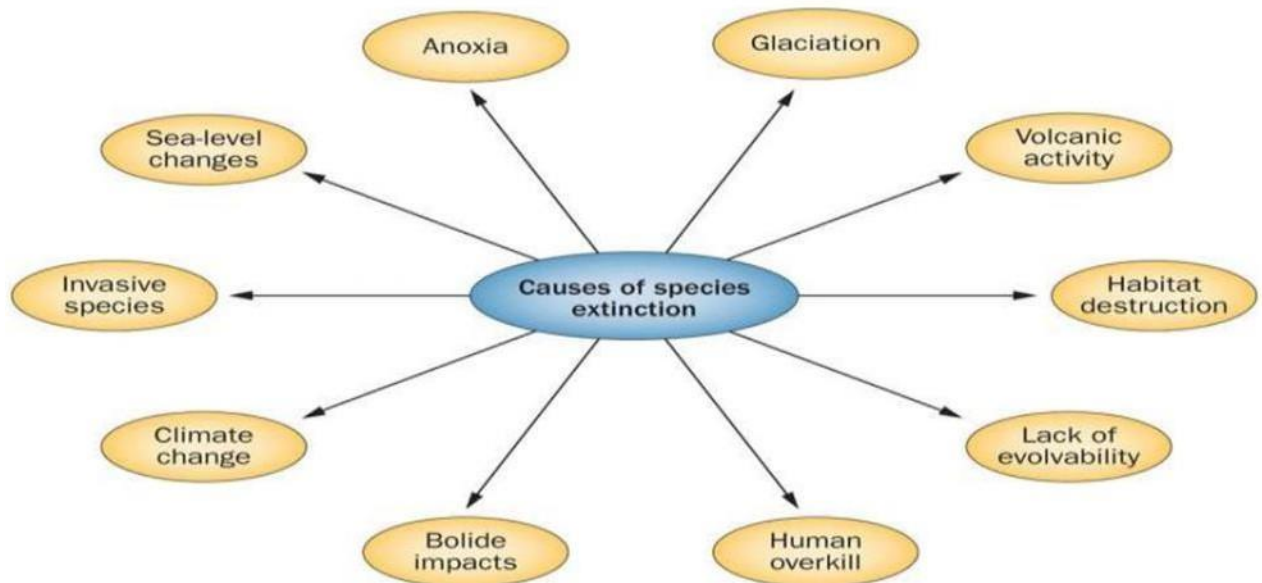 Anoxia
Glaciation
Sea-level
changes
Volcanic
activity
Invasive
species
Causes of species
extinction
Habitat
destruction
Climate
change
Lack of
evolvability
Bolide
impacts
Human
overkill